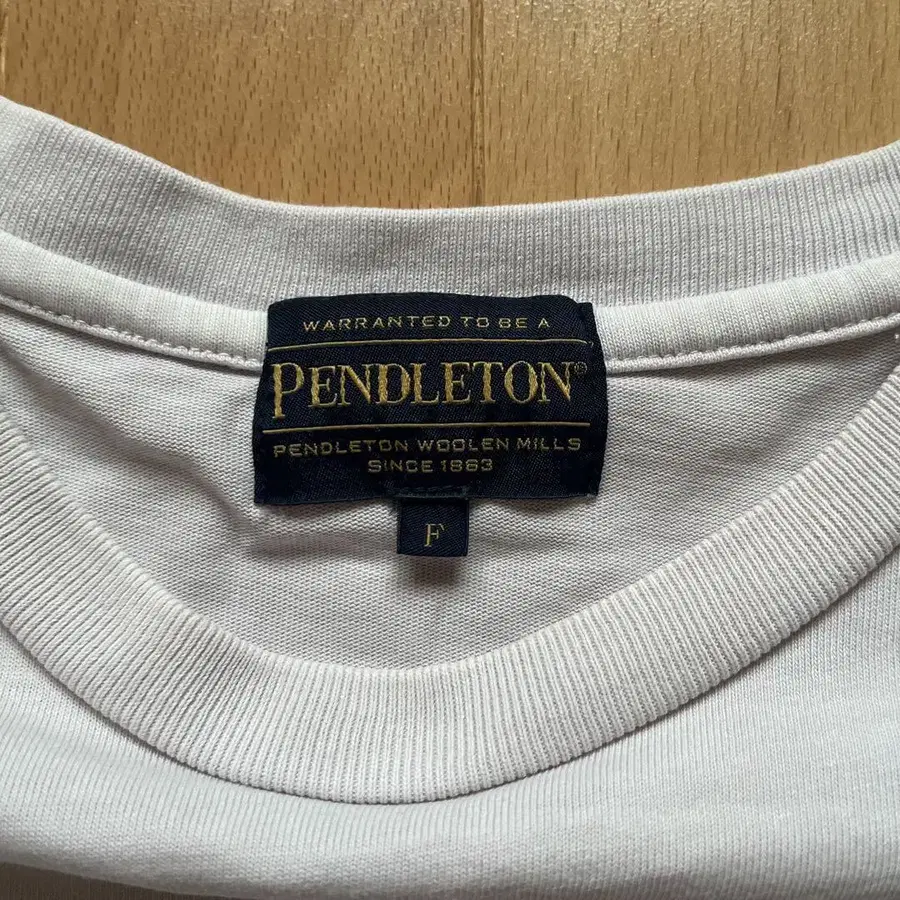 WARRANTED TO BE A
PENDLETON®
PENDLETON WOOLEN MILLS
SINCE 1863
F